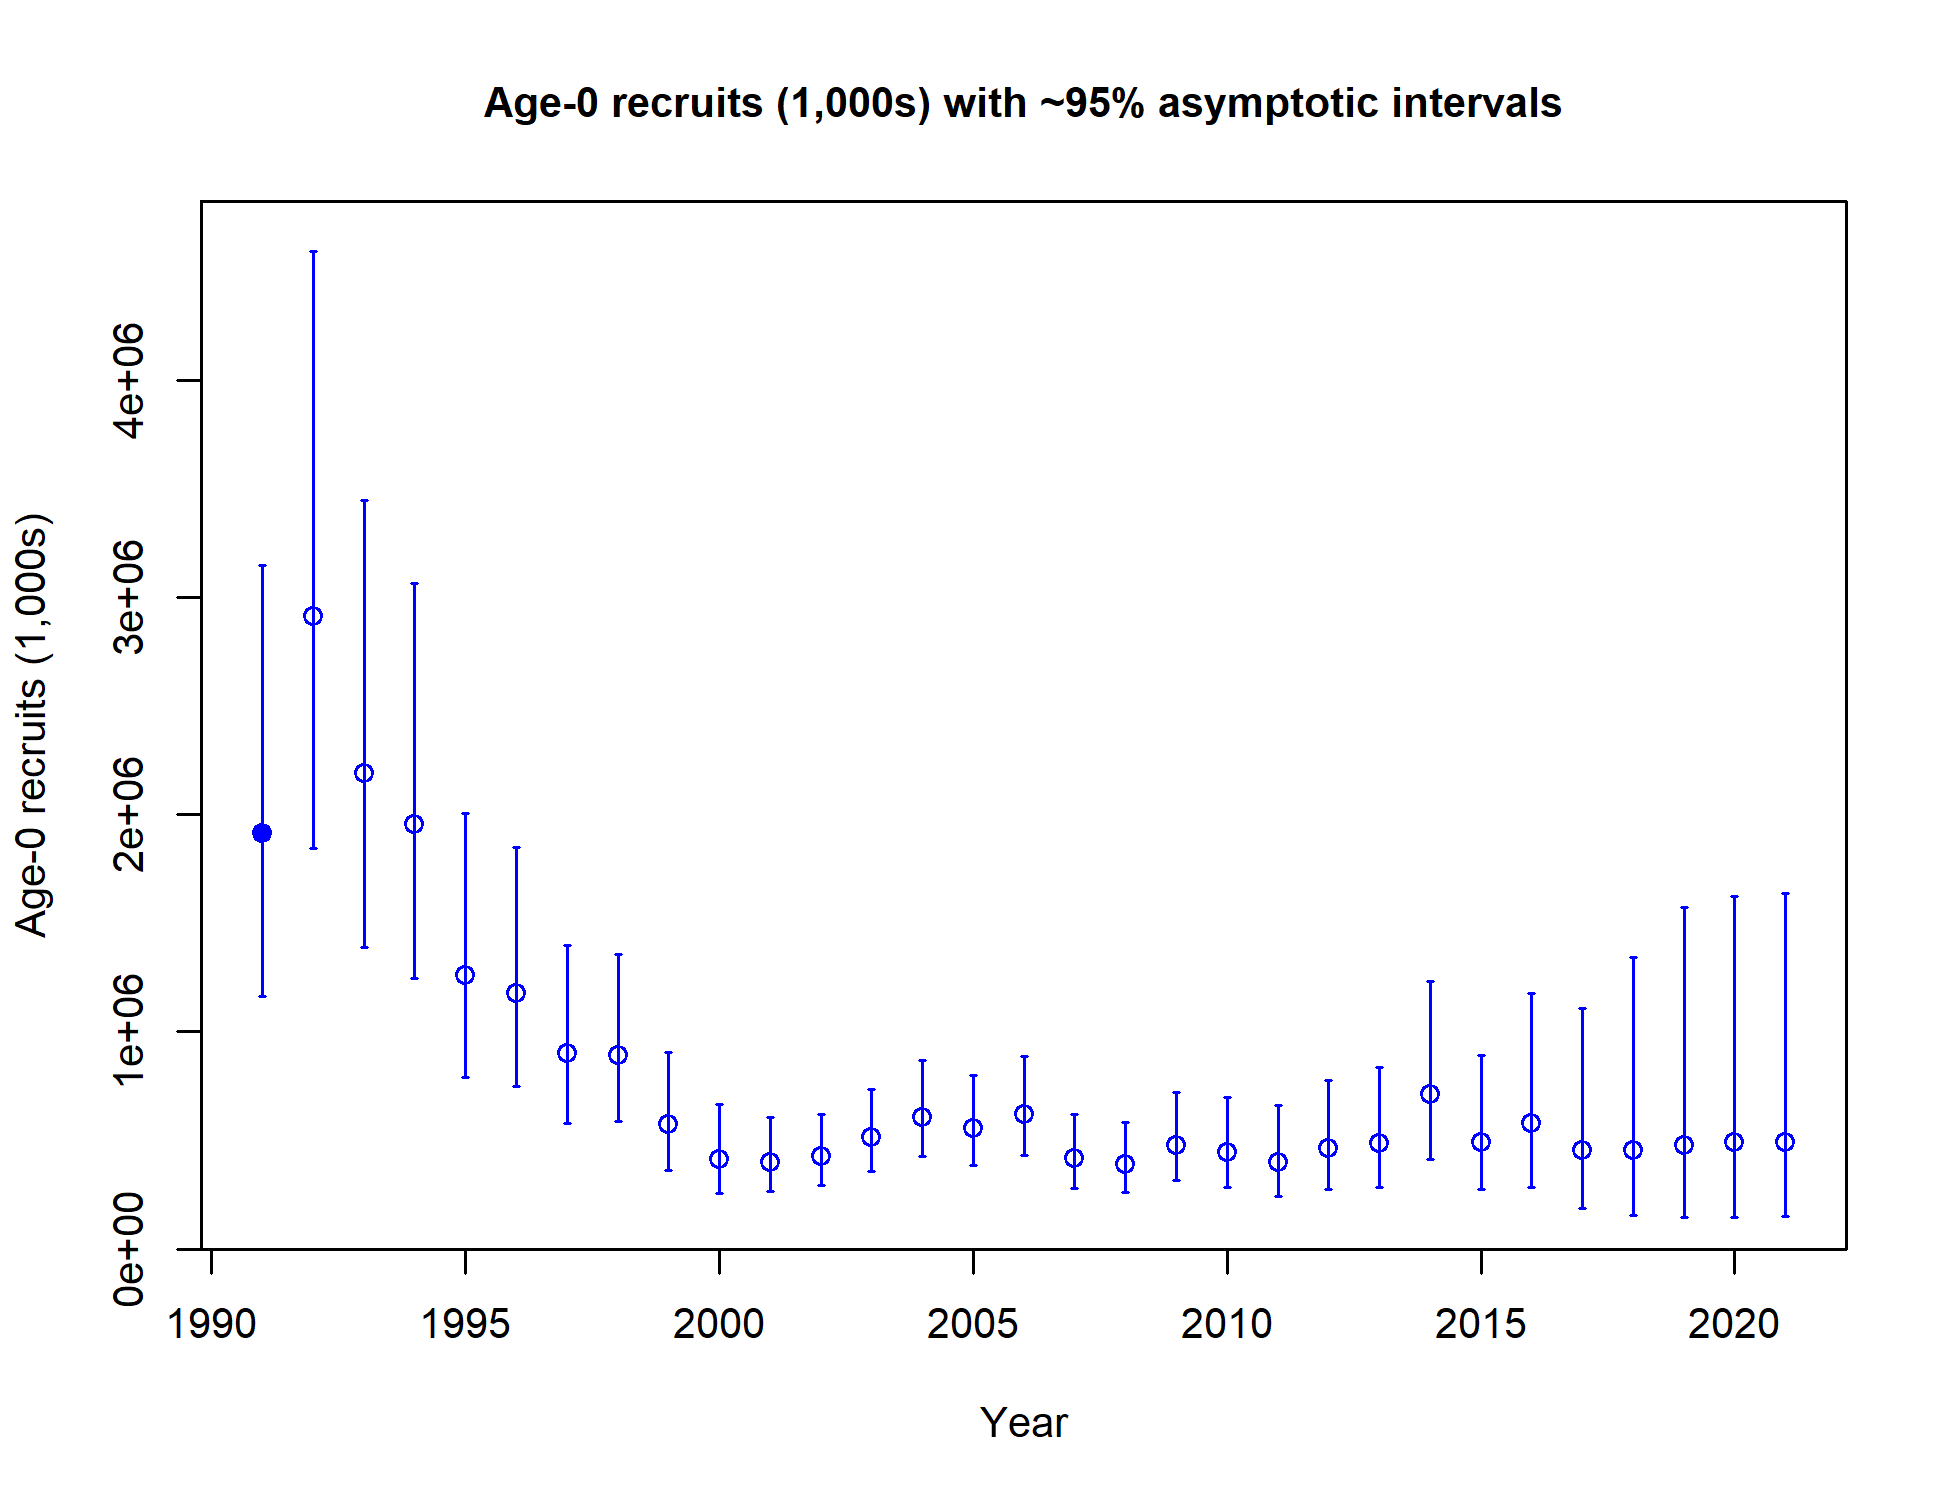 Age-0 recruits (1,000s) with ~95% asymptotic intervals
Age-0 recruits (1,000s)
4e+06
3e+06
2e+06
1e+06
0e+00
1990 1995 2000 2005 2010 2015 2020
Year